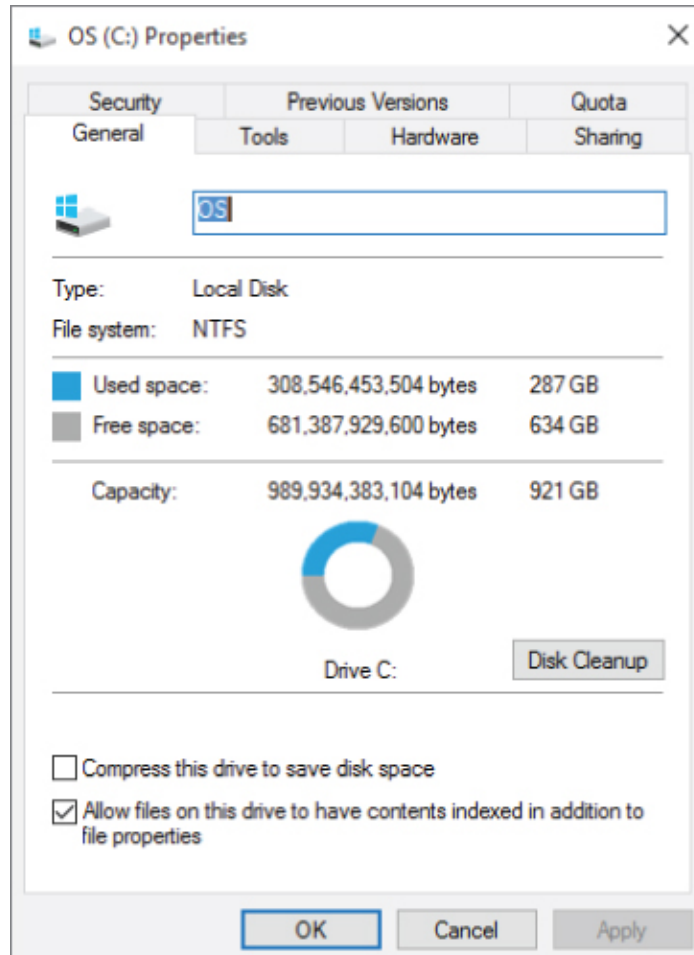 OS (C:) Properties
Security Previous Versions Quota
General Tools Hardware Sharing
OS
Type: Local Disk
File system: NTFS
Used space: 308,546,453,504 bytes 287 GB
Free space: 681,387,929,600 bytes 634 GB
Capacity: 989,934,383,104 bytes 921 GB
Drive C:
Disk Cleanup
Compress this drive to save disk space
Allow files on this drive to have contents indexed in addition to
file properties
OK Cancel Apply